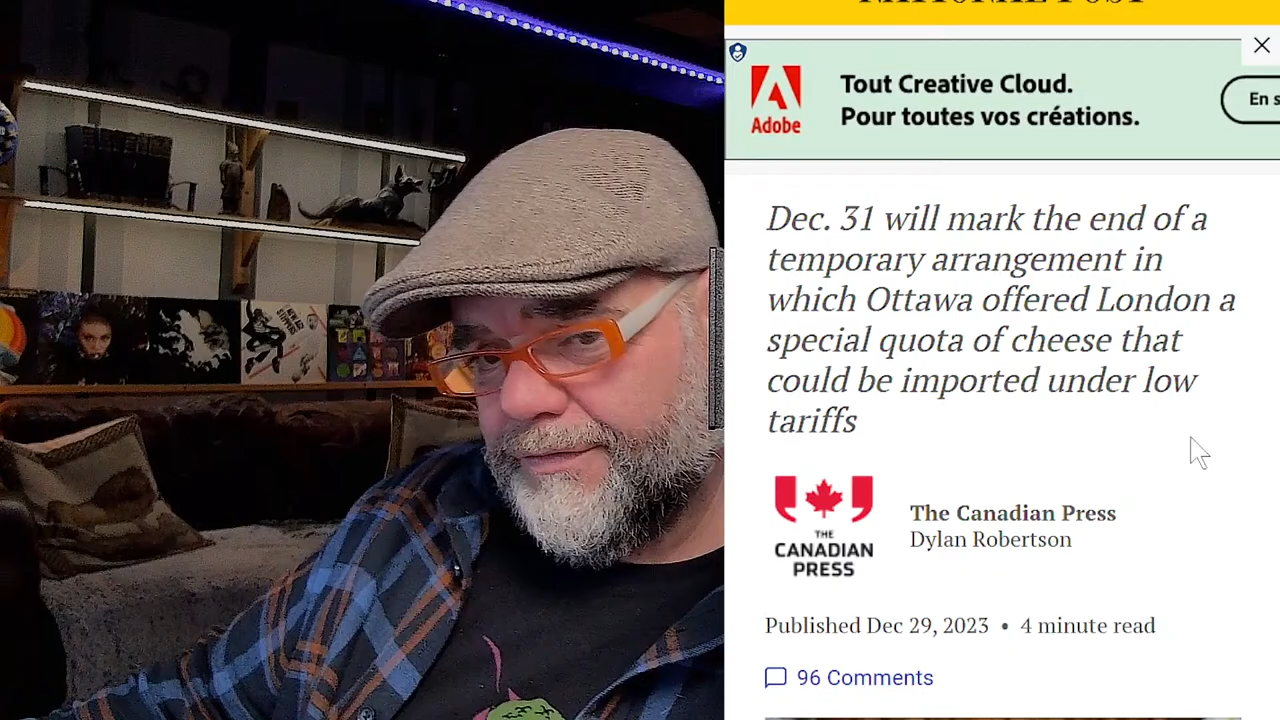 NATIONAL POST
Tout Creative Cloud.
Pour toutes vos créations.
En s
Adobe
Dec. 31 will mark the end of a
temporary arrangement in
which Ottawa offered London a
special quota of cheese that
could be imported under low
tariffs
THE
CANADIAN
PRESS
The Canadian Press
Dylan Robertson
Published Dec 29, 2023 • 4 minute read
96 Comments